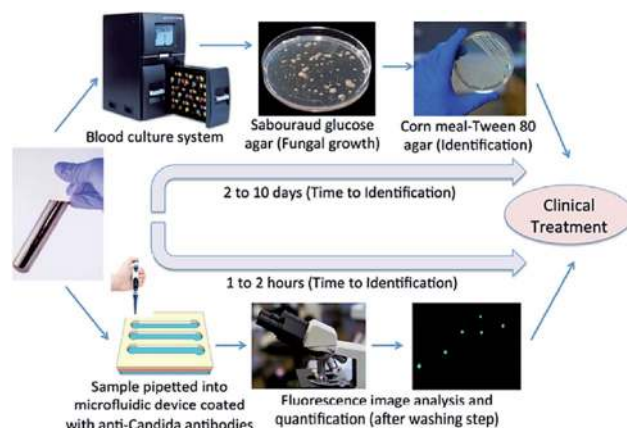 Blood culture system
Sabouraud glucose
agar (Fungal growth)
Corn meal-Tween 80
agar (Identification)
2 to 10 days (Time to Identification)
Clinical
Treatment
1 to 2 hours (Time to Identification)
Sample pipetted into
microfluidic device coated
with anti-Candida antibodies
Fluorescence image analysis and
quantification (after washing step)